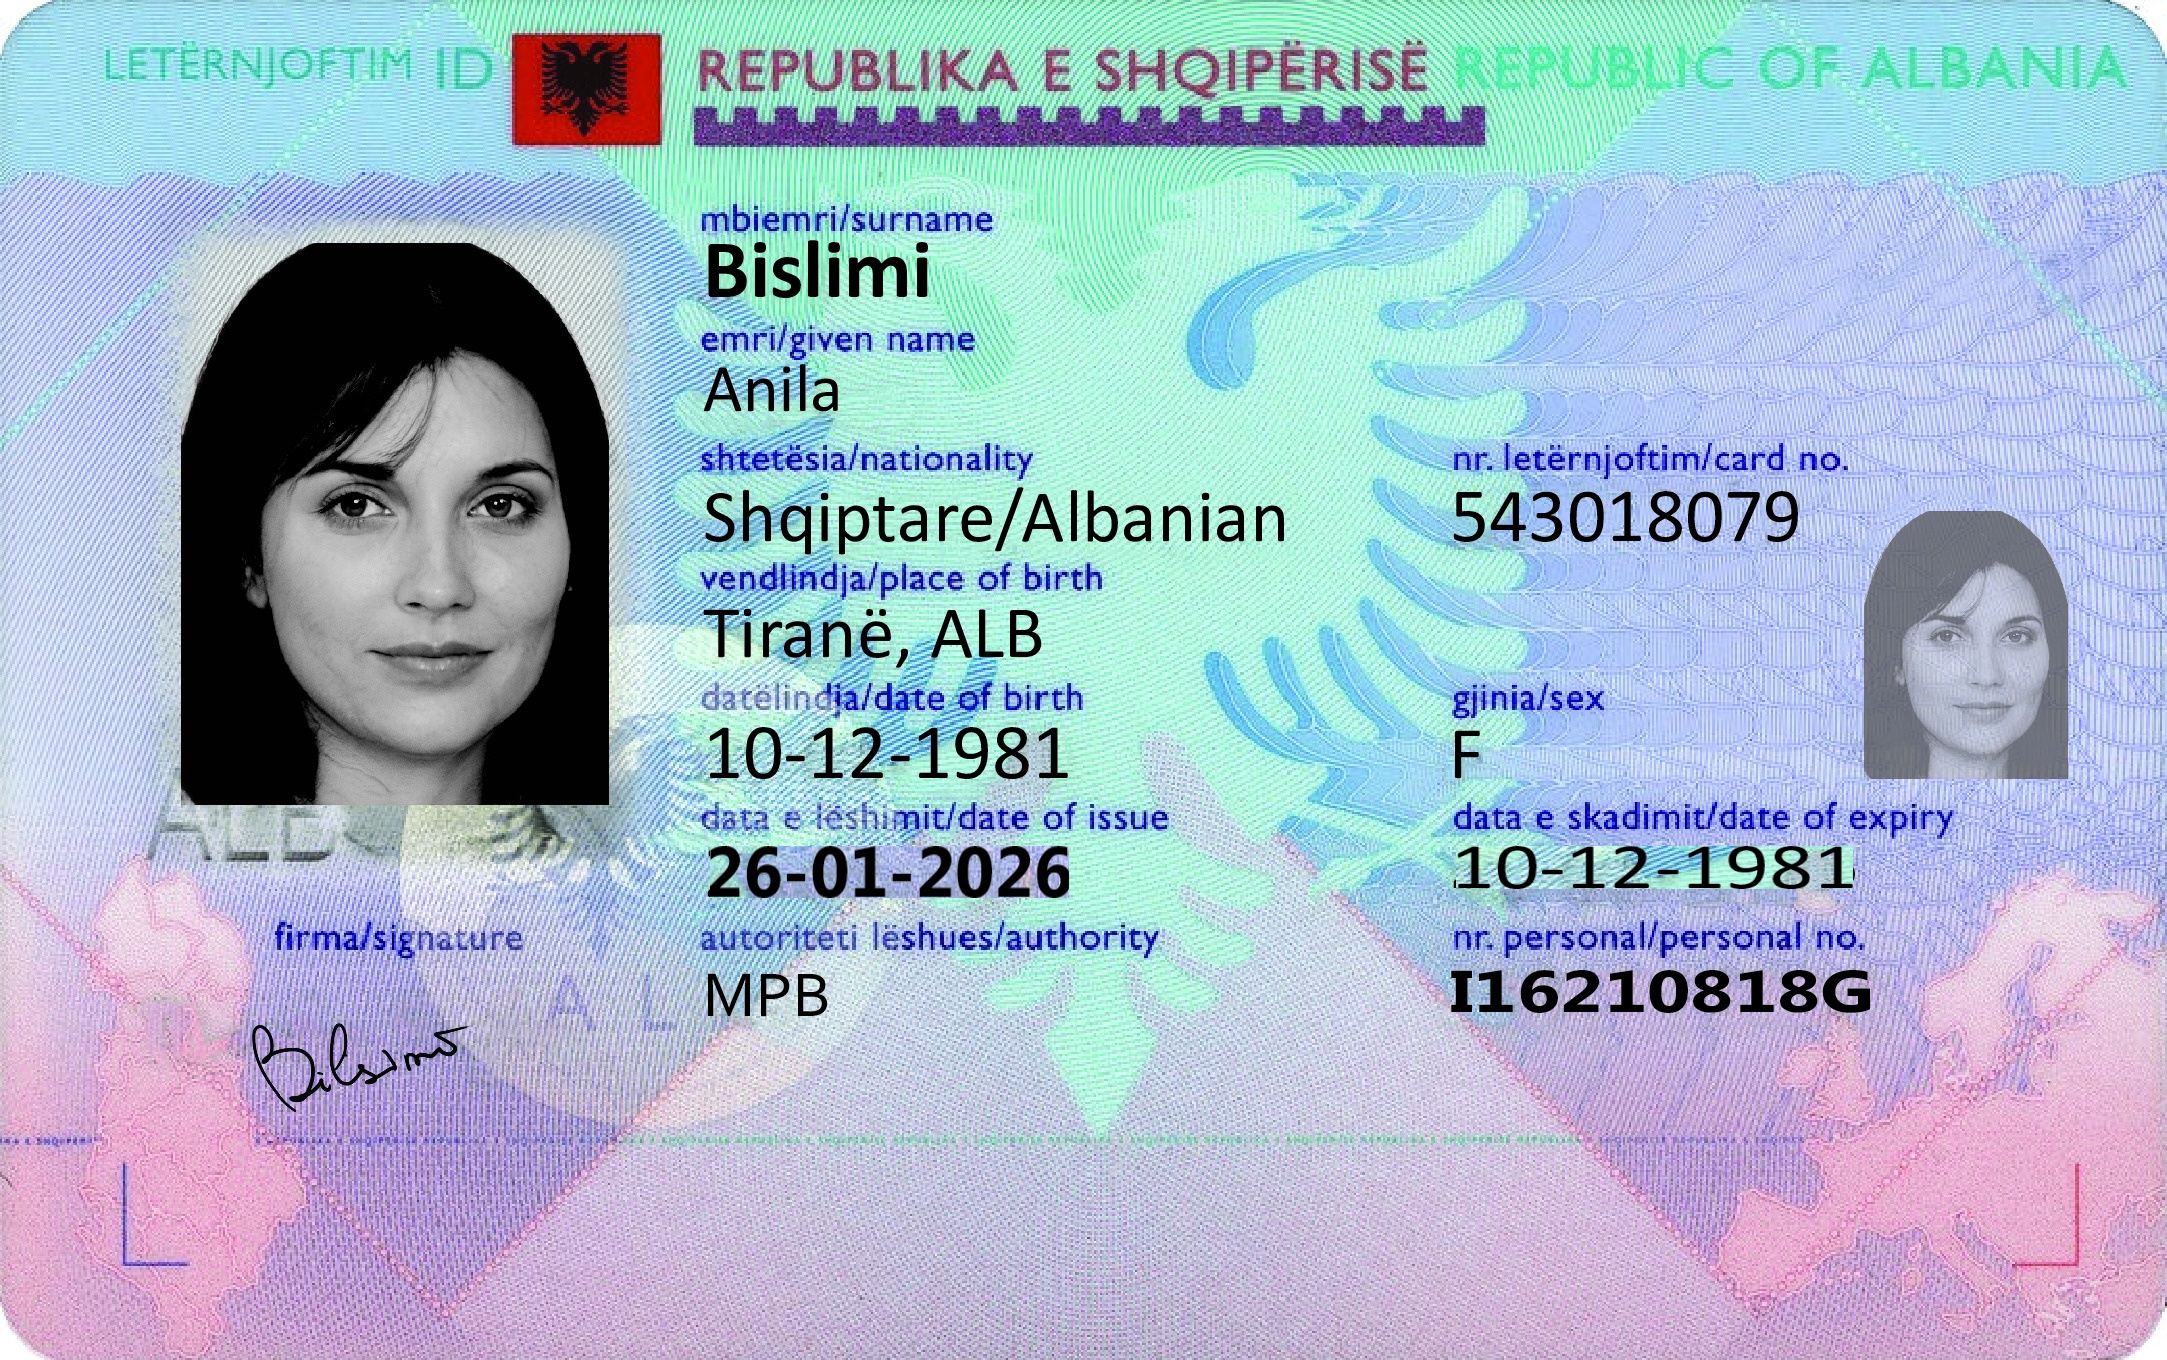 LETËRNJOFTIM ID REPUBLIKA E SHQIPËRISË REPUBLIC OF ALBANIA
mbiemri/surname
Bislimi
emri/given name
Anila
shtetësia/nationality nr. letërnjoftim/card no.
Shqiptare/Albanian 543018079
vendlindja/place of birth
Tiranë, ALB
datëlindja/date of birth gjinia/sex
10-12-1981 F
data e lëshimit/date of issue data e skadimit/date of expiry
ALB
26-01-2026 10-12-1981
firma/signature autoriteti lëshues/authority nr. personal/personal no.
MPB I16210818G
A L